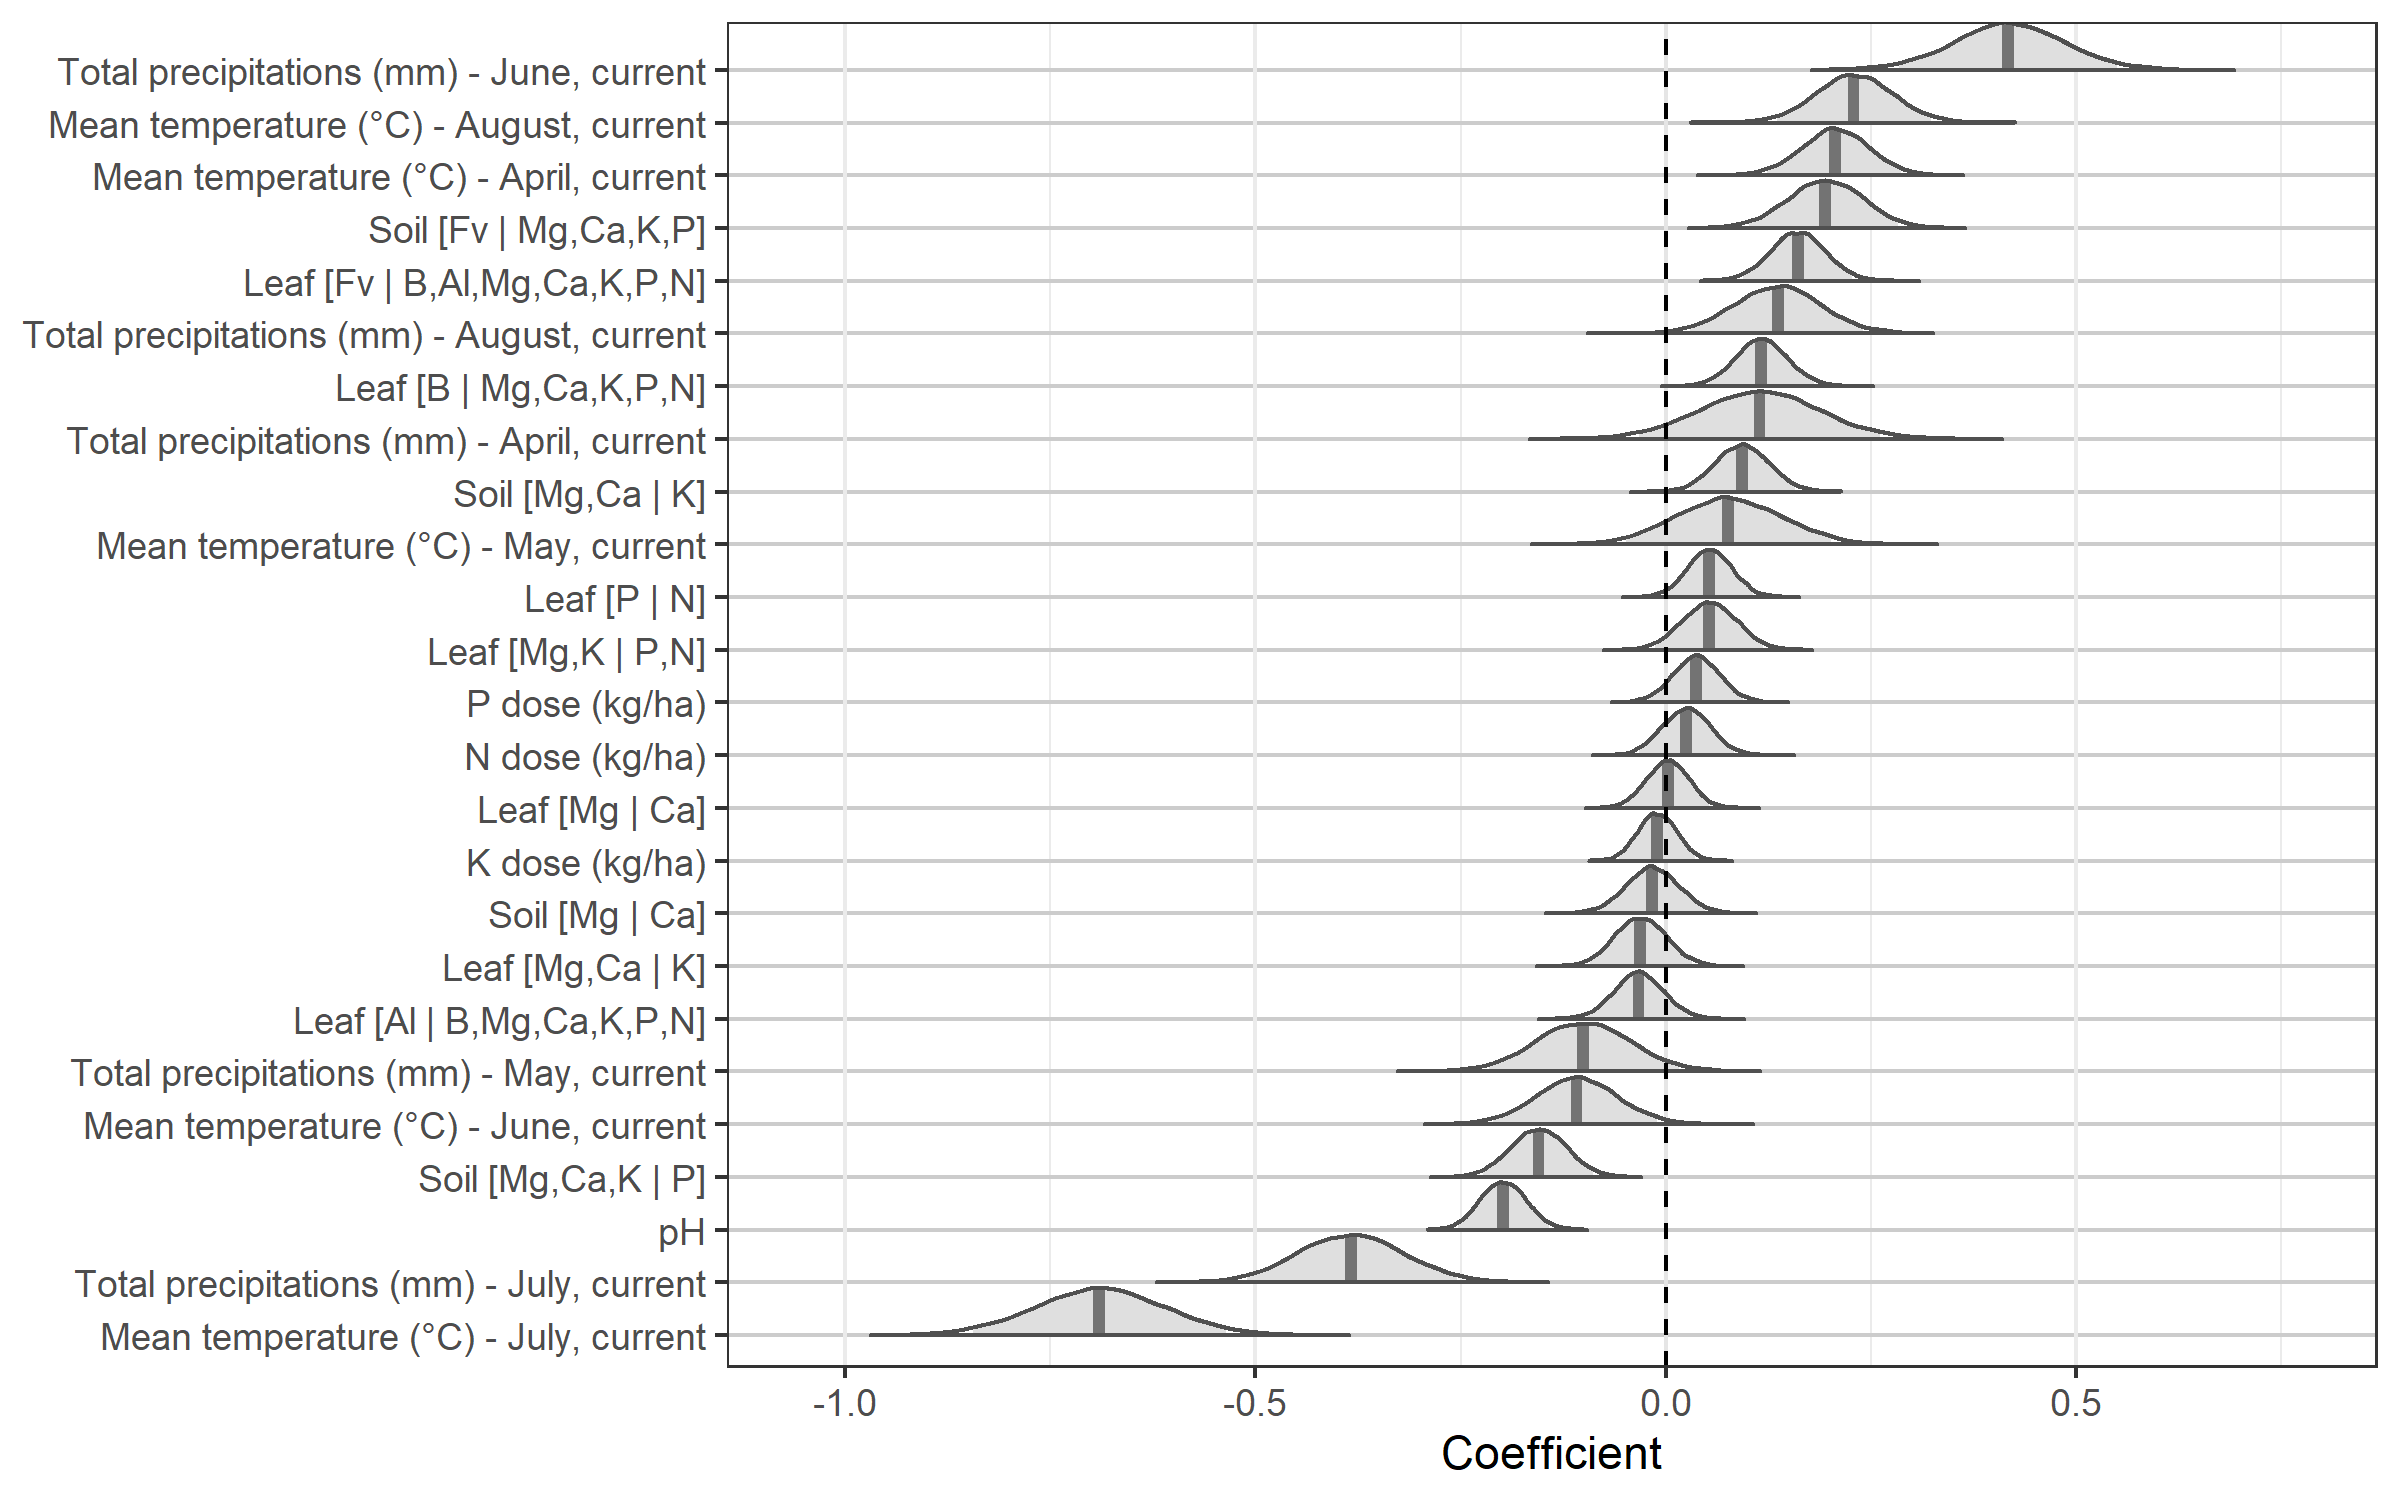 Total precipitations (mm) - June, current
Mean temperature (°C) - August, current
Mean temperature (°C) - April, current
Soil [Fv | Mg,Ca,K,P]
Leaf [Fv | B,Al,Mg,Ca,K,P,N]
Total precipitations (mm) - August, current
Leaf [B | Mg,Ca,K,P,N]
Total precipitations (mm) - April, current
Soil [Mg,Ca | K]
Mean temperature (°C) - May, current
Leaf [P | N]
Leaf [Mg,K | P,N]
P dose (kg/ha)
N dose (kg/ha)
Leaf [Mg | Ca]
K dose (kg/ha)
Soil [Mg | Ca]
Leaf [Mg,Ca | K]
Leaf [Al | B,Mg,Ca,K,P,N]
Total precipitations (mm) - May, current
Mean temperature (°C) - June, current
Soil [Mg,Ca,K | P]
pH
Total precipitations (mm) - July, current
Mean temperature (°C) - July, current
-1.0 -0.5 0.0 0.5
Coefficient